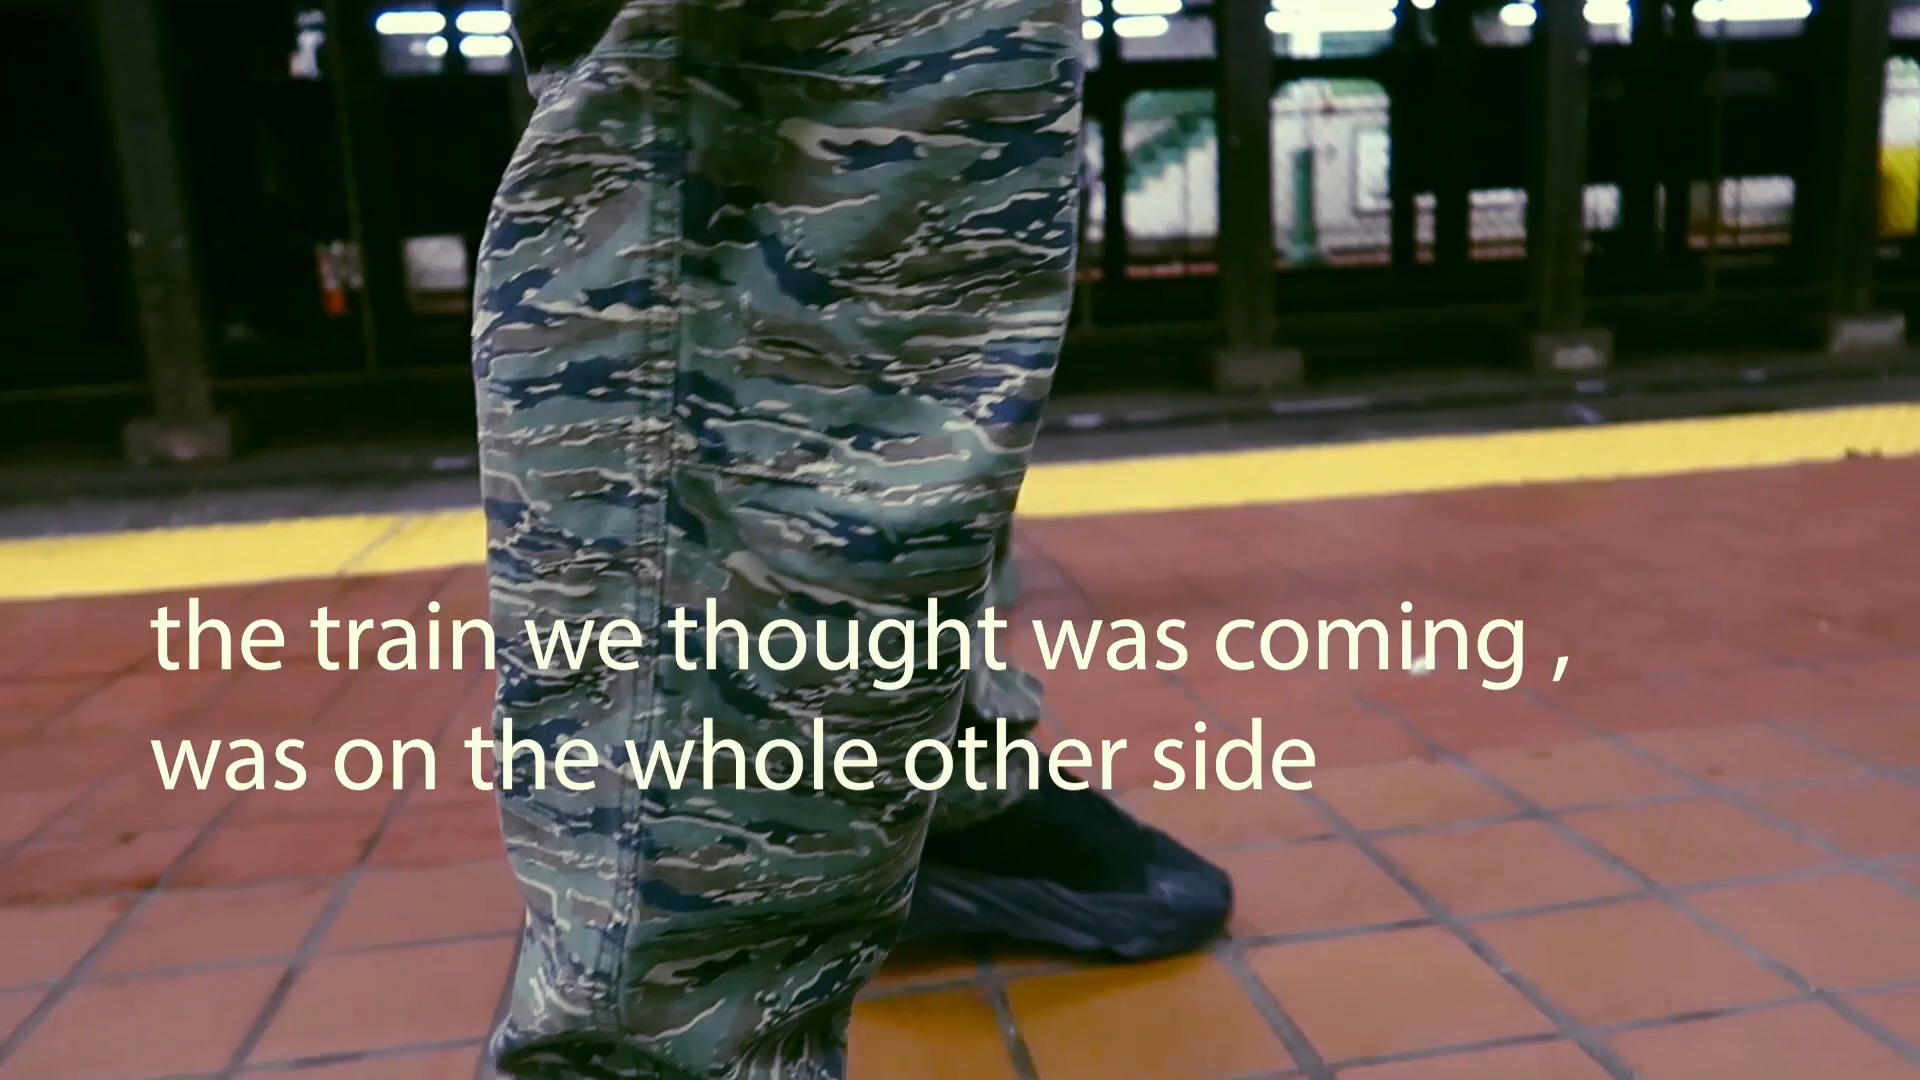 the train we thought was coming ,
was on the whole other side